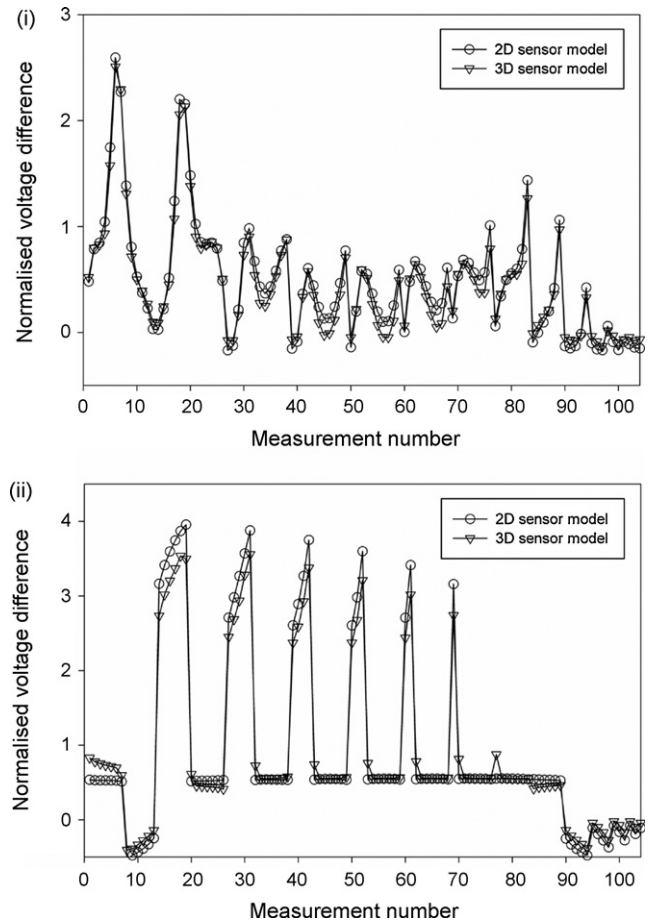 (i)
3
2
1
0
Normalised voltage difference
2D sensor model
3D sensor model
0 10 20 30 40 50 60 70 80 90 100
Measurement number
(ii)
4
3
2
1
0
Normalised voltage difference
2D sensor model
3D sensor model
0 10 20 30 40 50 60 70 80 90 100
Measurement number